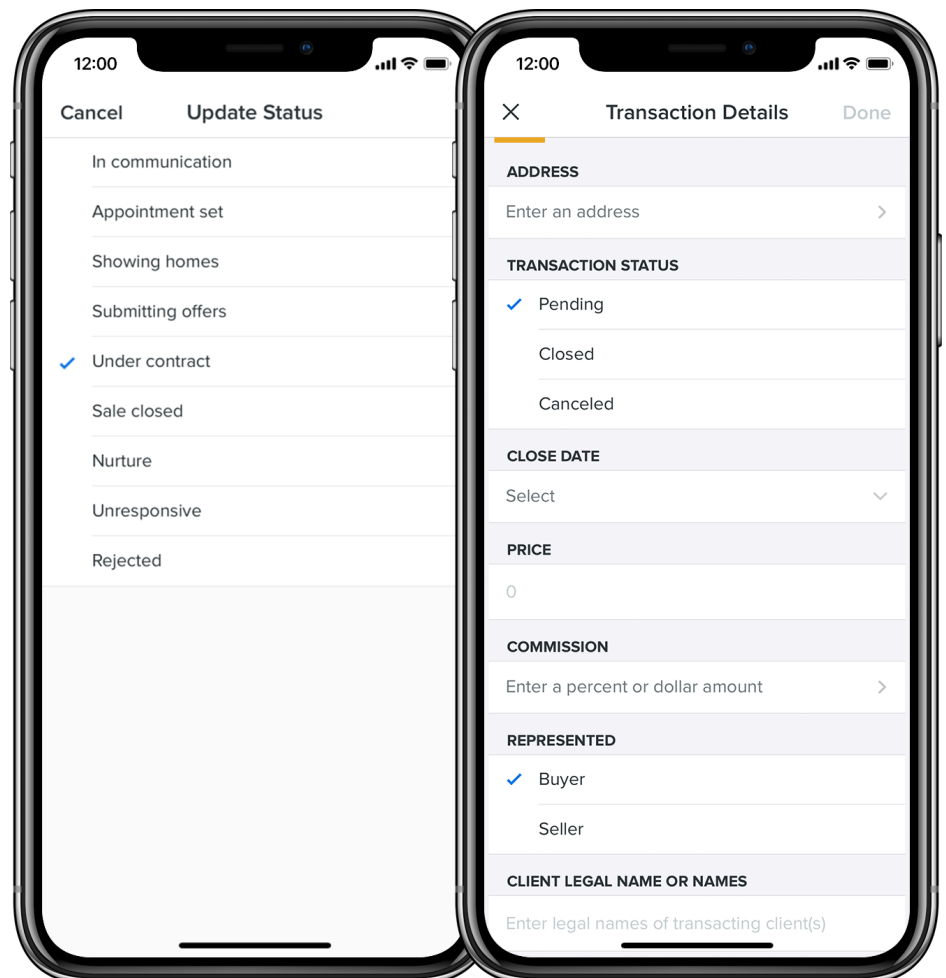 12:00
Cancel
Update Status
In communication
Appointment set
Showing homes
Submitting offers
Under contract
Sale closed
Nurture
Unresponsive
Rejected
12:00
Transaction Details
Done
ADDRESS
Enter an address
TRANSACTION STATUS
Pending
Closed
Canceled
CLOSE DATE
Select
PRICE
0
COMMISSION
Enter a percent or dollar amount
REPRESENTED
Buyer
Seller
CLIENT LEGAL NAME OR NAMES
Enter legal names of transacting client(s)